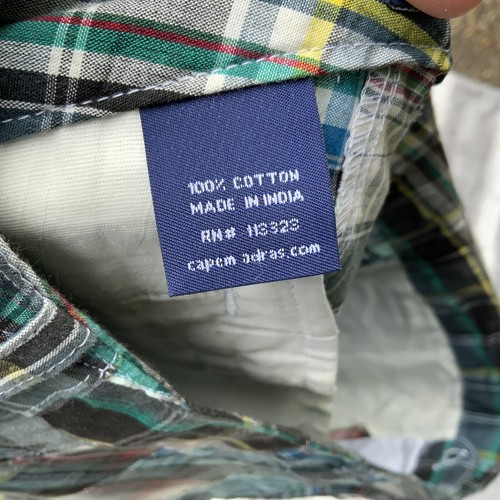 100% COTTON
MADE IN INDIA
RN# 113323
capemadras.com